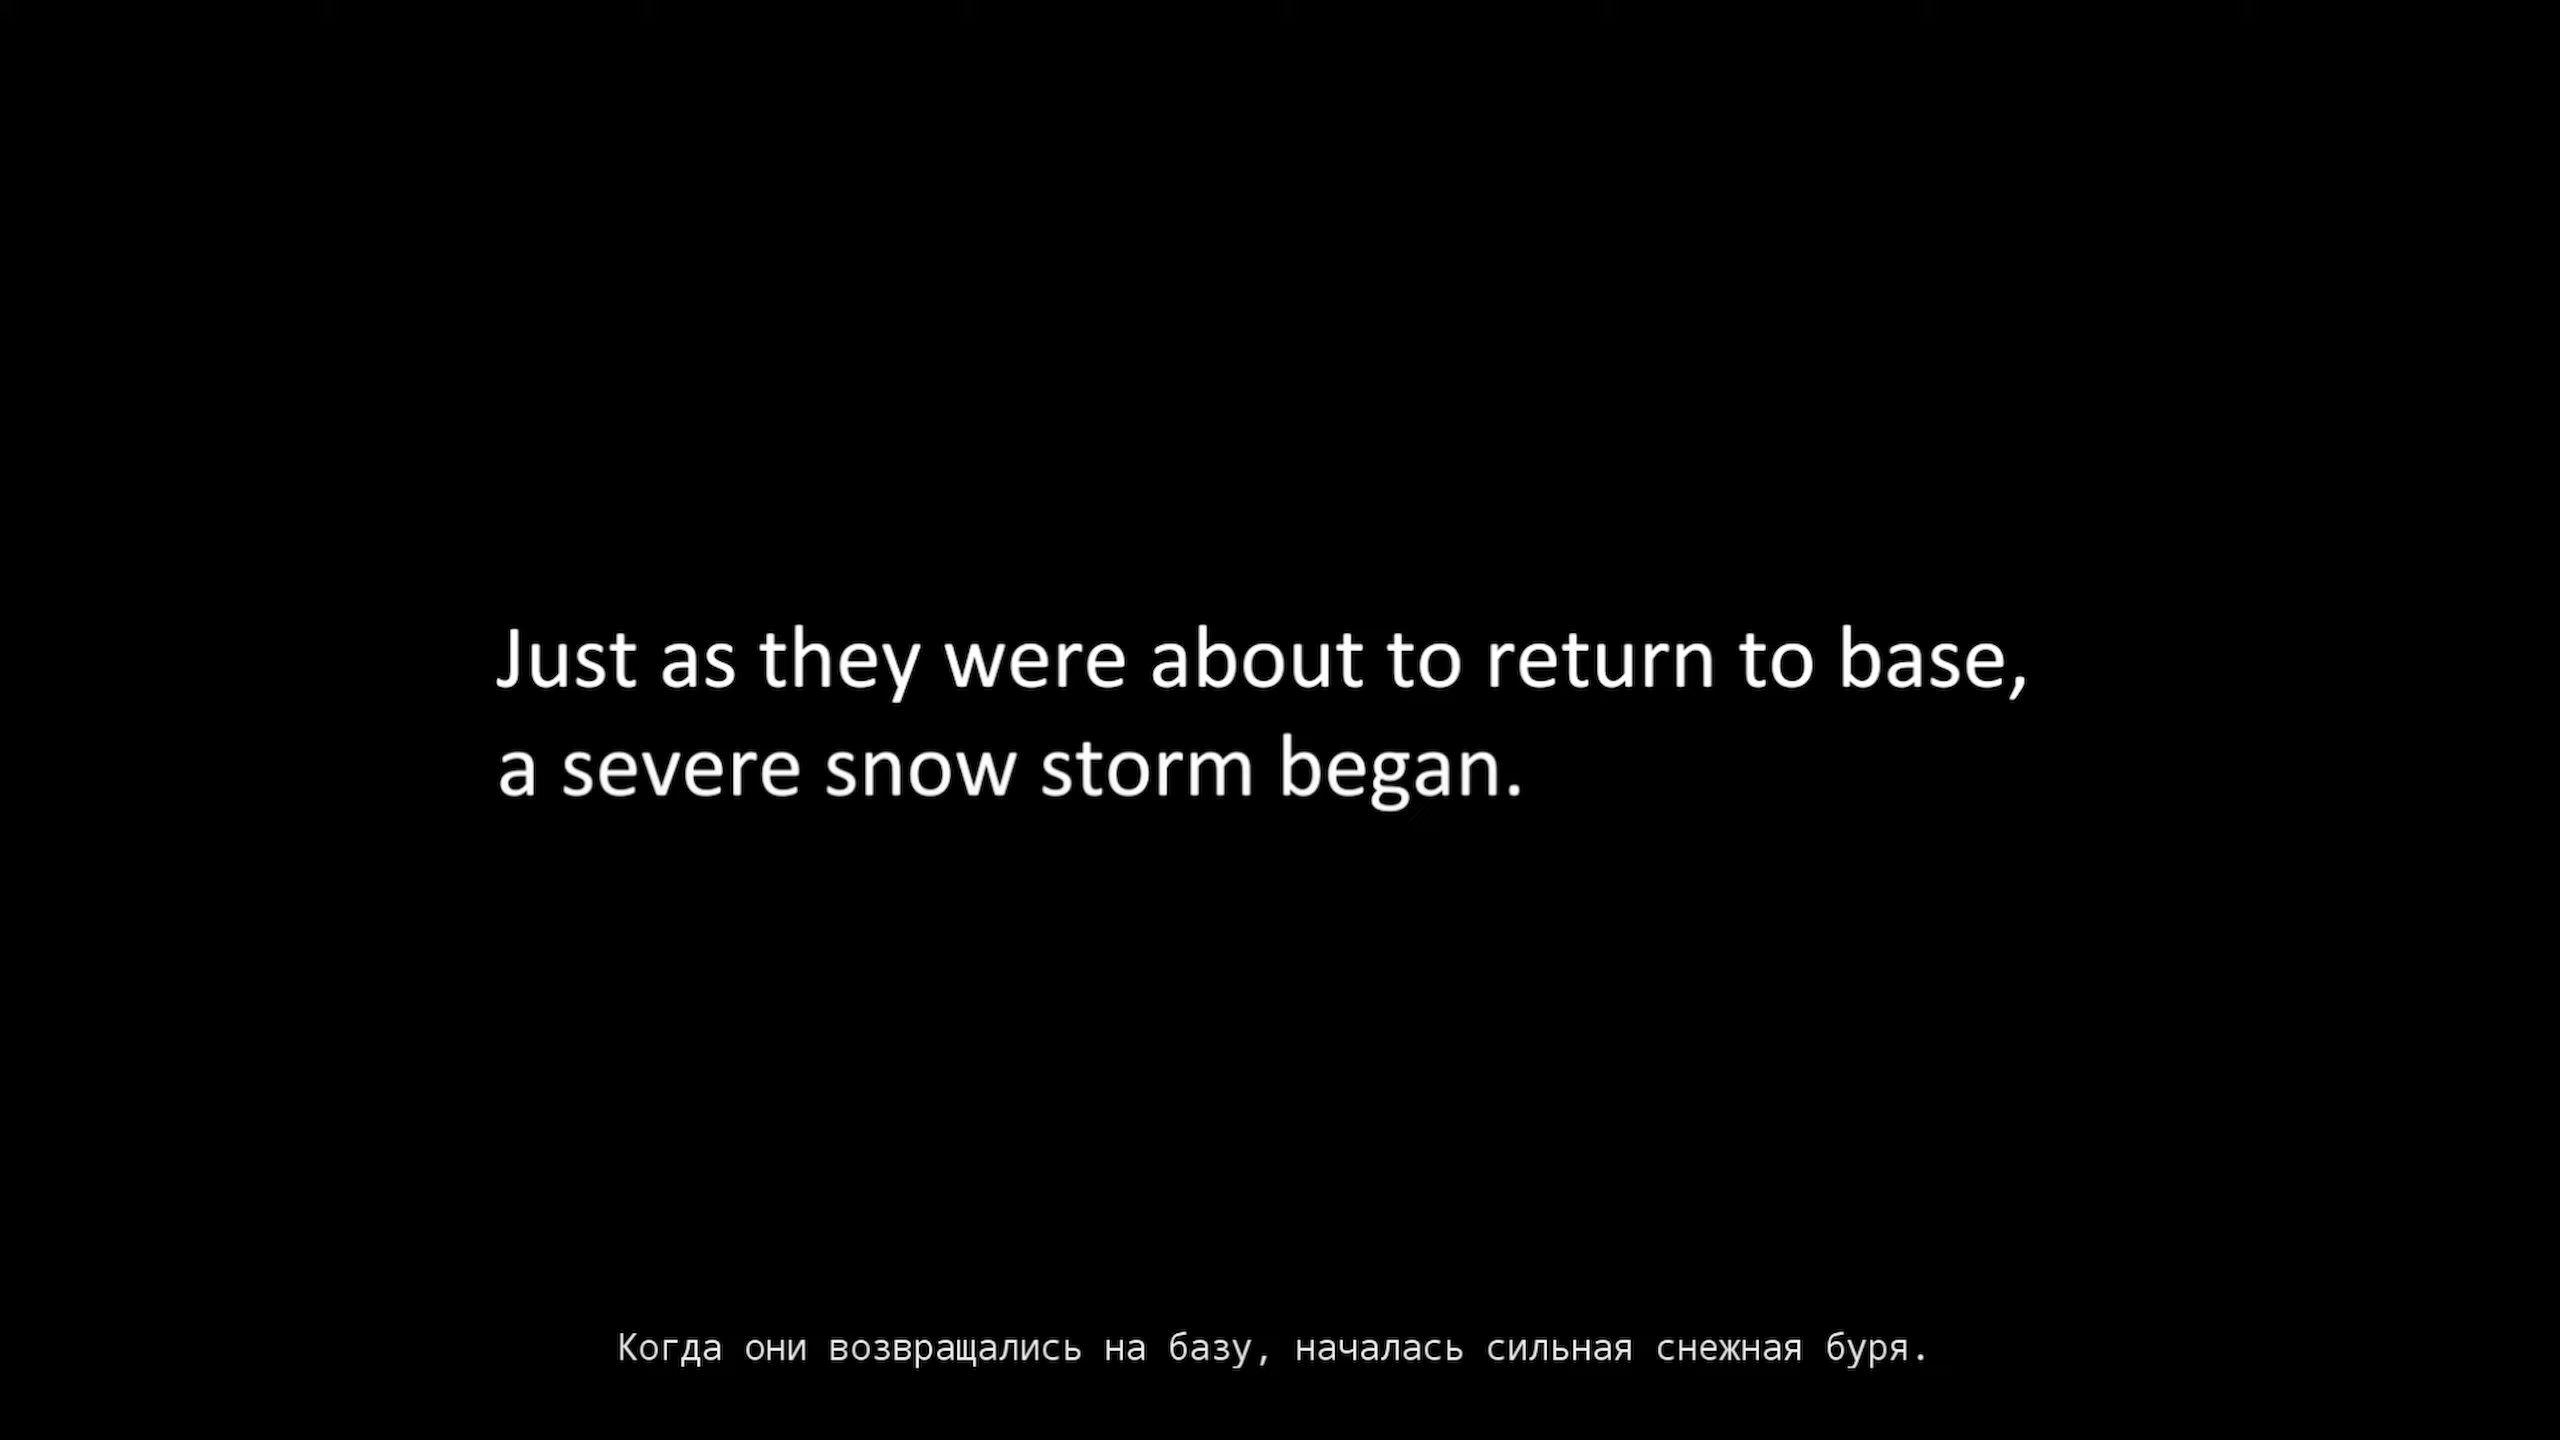 Just as they were about to return to base,
a severe snow storm began.
Когда они возвращались на базу, началась сильная снежная буря.